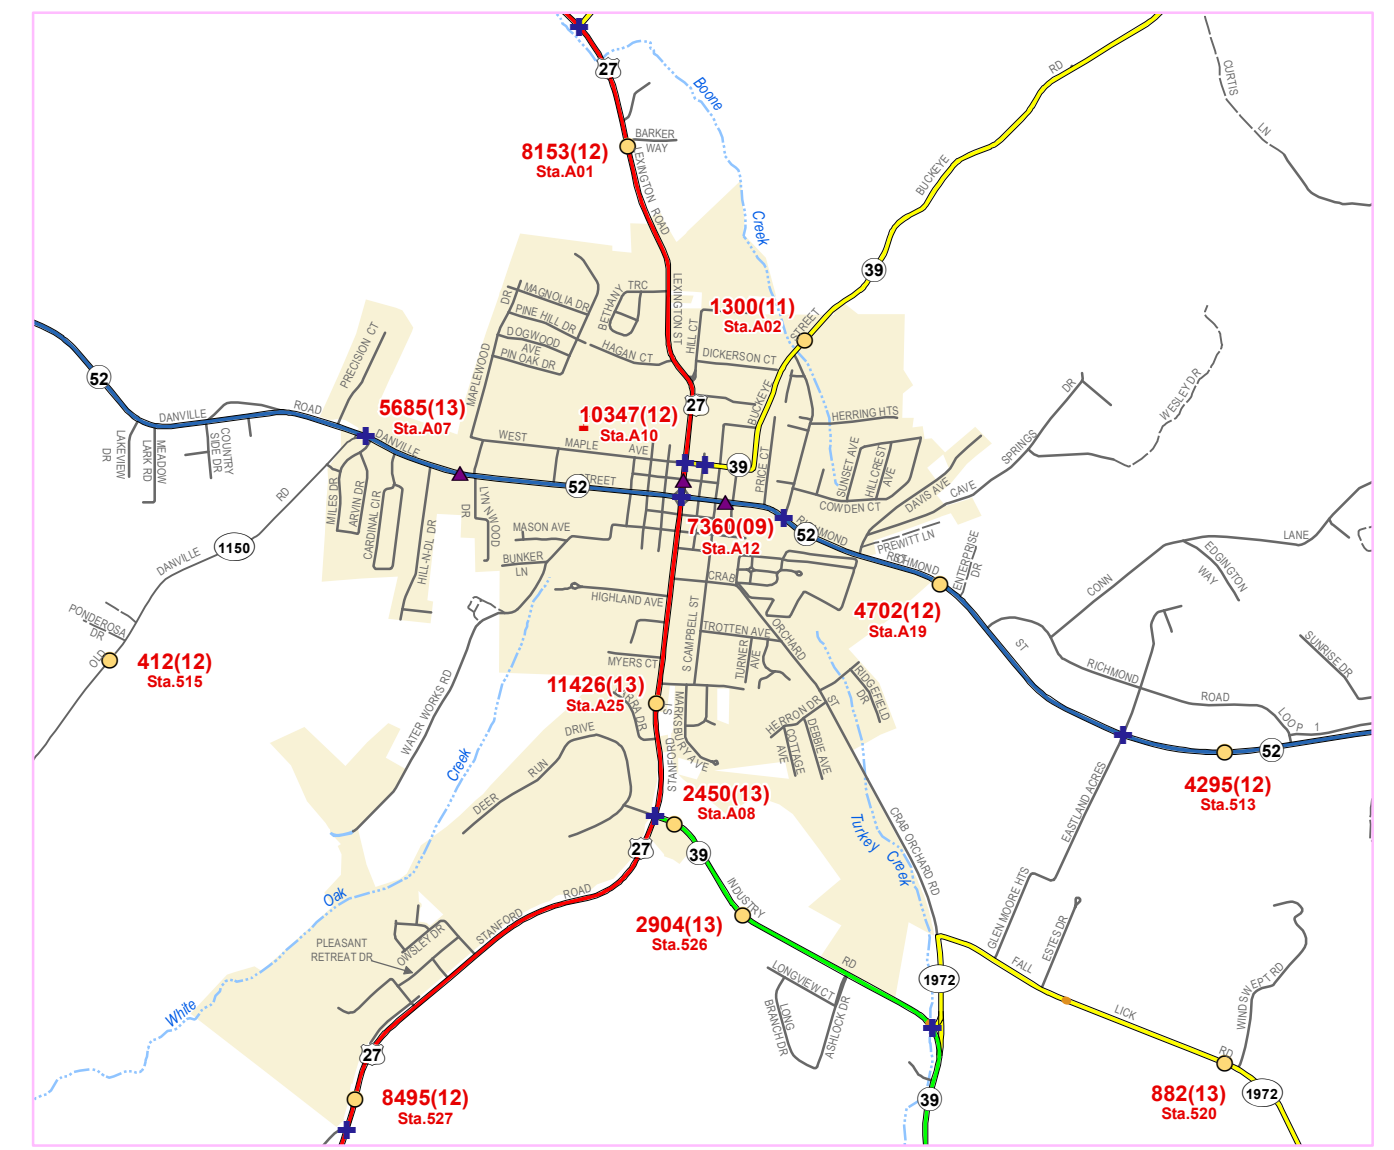 27
Boone
BARKER
WAY
8153(12)
Sta.A01
LEXINGTON ROAD
RD
CURTIS
LN
BUCKEYE
Creek
39
LEXINGTON ST
TRC
BETHANY
MAGNOLIA DR
PINE HILL DR
DOGWOOD
AVE
PIN OAK DR
DR
MAPLEWOOD
HAGAN CT
HILL CT
1300(11)
Sta.A02
STREET
DICKERSON CT
BUCKEYE
PRECISION CT
52
DANVILLE
ROAD
5685(13)
Sta.A07
DANVILLE
10347(12)
Sta.A10
27
WEST
MAPLE
AVE
39
52
STREET
HERRING HTS
SUNSET AVE
HILLCREST
AVE
PRICE CT
COWDEN CT
DAVIS AVE
CAVE
SPRINGS
DR
WESLEY DR
LAKEVIEW
DR
MEADOW
PARK RD
COUNTRY
SIDE DR
RD
MILES DR
ARVIN DR
CARDINAL CIR
HILL-N-DL DR
DR
LYNNWOOD
MASON AVE
BUNKER
LN
1150
DANVILLE
7360(09)
Sta.A12
RICHMOND
52
PREWITT LN
RICHMOND
ST
ENTERPRISE
DR
LANE
EDGINGTON
WAY
CONN
4702(12)
Sta.A19
CRAB
HIGHLAND AVE
ORCHARD
S CAMPBELL ST
TROTTEN AVE
TURNER
AVE
MYERS CT
PONDEROSA
DR
OLD
412(12)
Sta.515
ST
RICHMOND
ROAD
LOOP 1
SUNRISE DR
RIDGEFIELD
DR
ST
HERRON DR
DEBBIE AVE
COTTAGE
AVE
11426(13)
Sta.A25
RRA DR
MARKSBURY AVE
STANFORD
ST
DRIVE
RUN
DEER
WATER WORKS RD
Creek
52
4295(12)
Sta.513
EASTLAND ACRES
2450(13)
Sta.A08
27
39
INDUSTRY
CRAB ORCHARD RD
Turkey
Creek
Oak
ROAD
STANFORD
OWSLEY DR
PLEASANT
RETREAT DR
2904(13)
Sta.526
RD
LONGVIEW CT
LONG
BRANCH DR
ASHLOCK DR
GLEN MOORE HTS
ESTES DR
1972
FALL
LICK
RD
WINDSWEPT RD
White
27
8495(12)
Sta.527
39
882(13)
Sta.520
1972